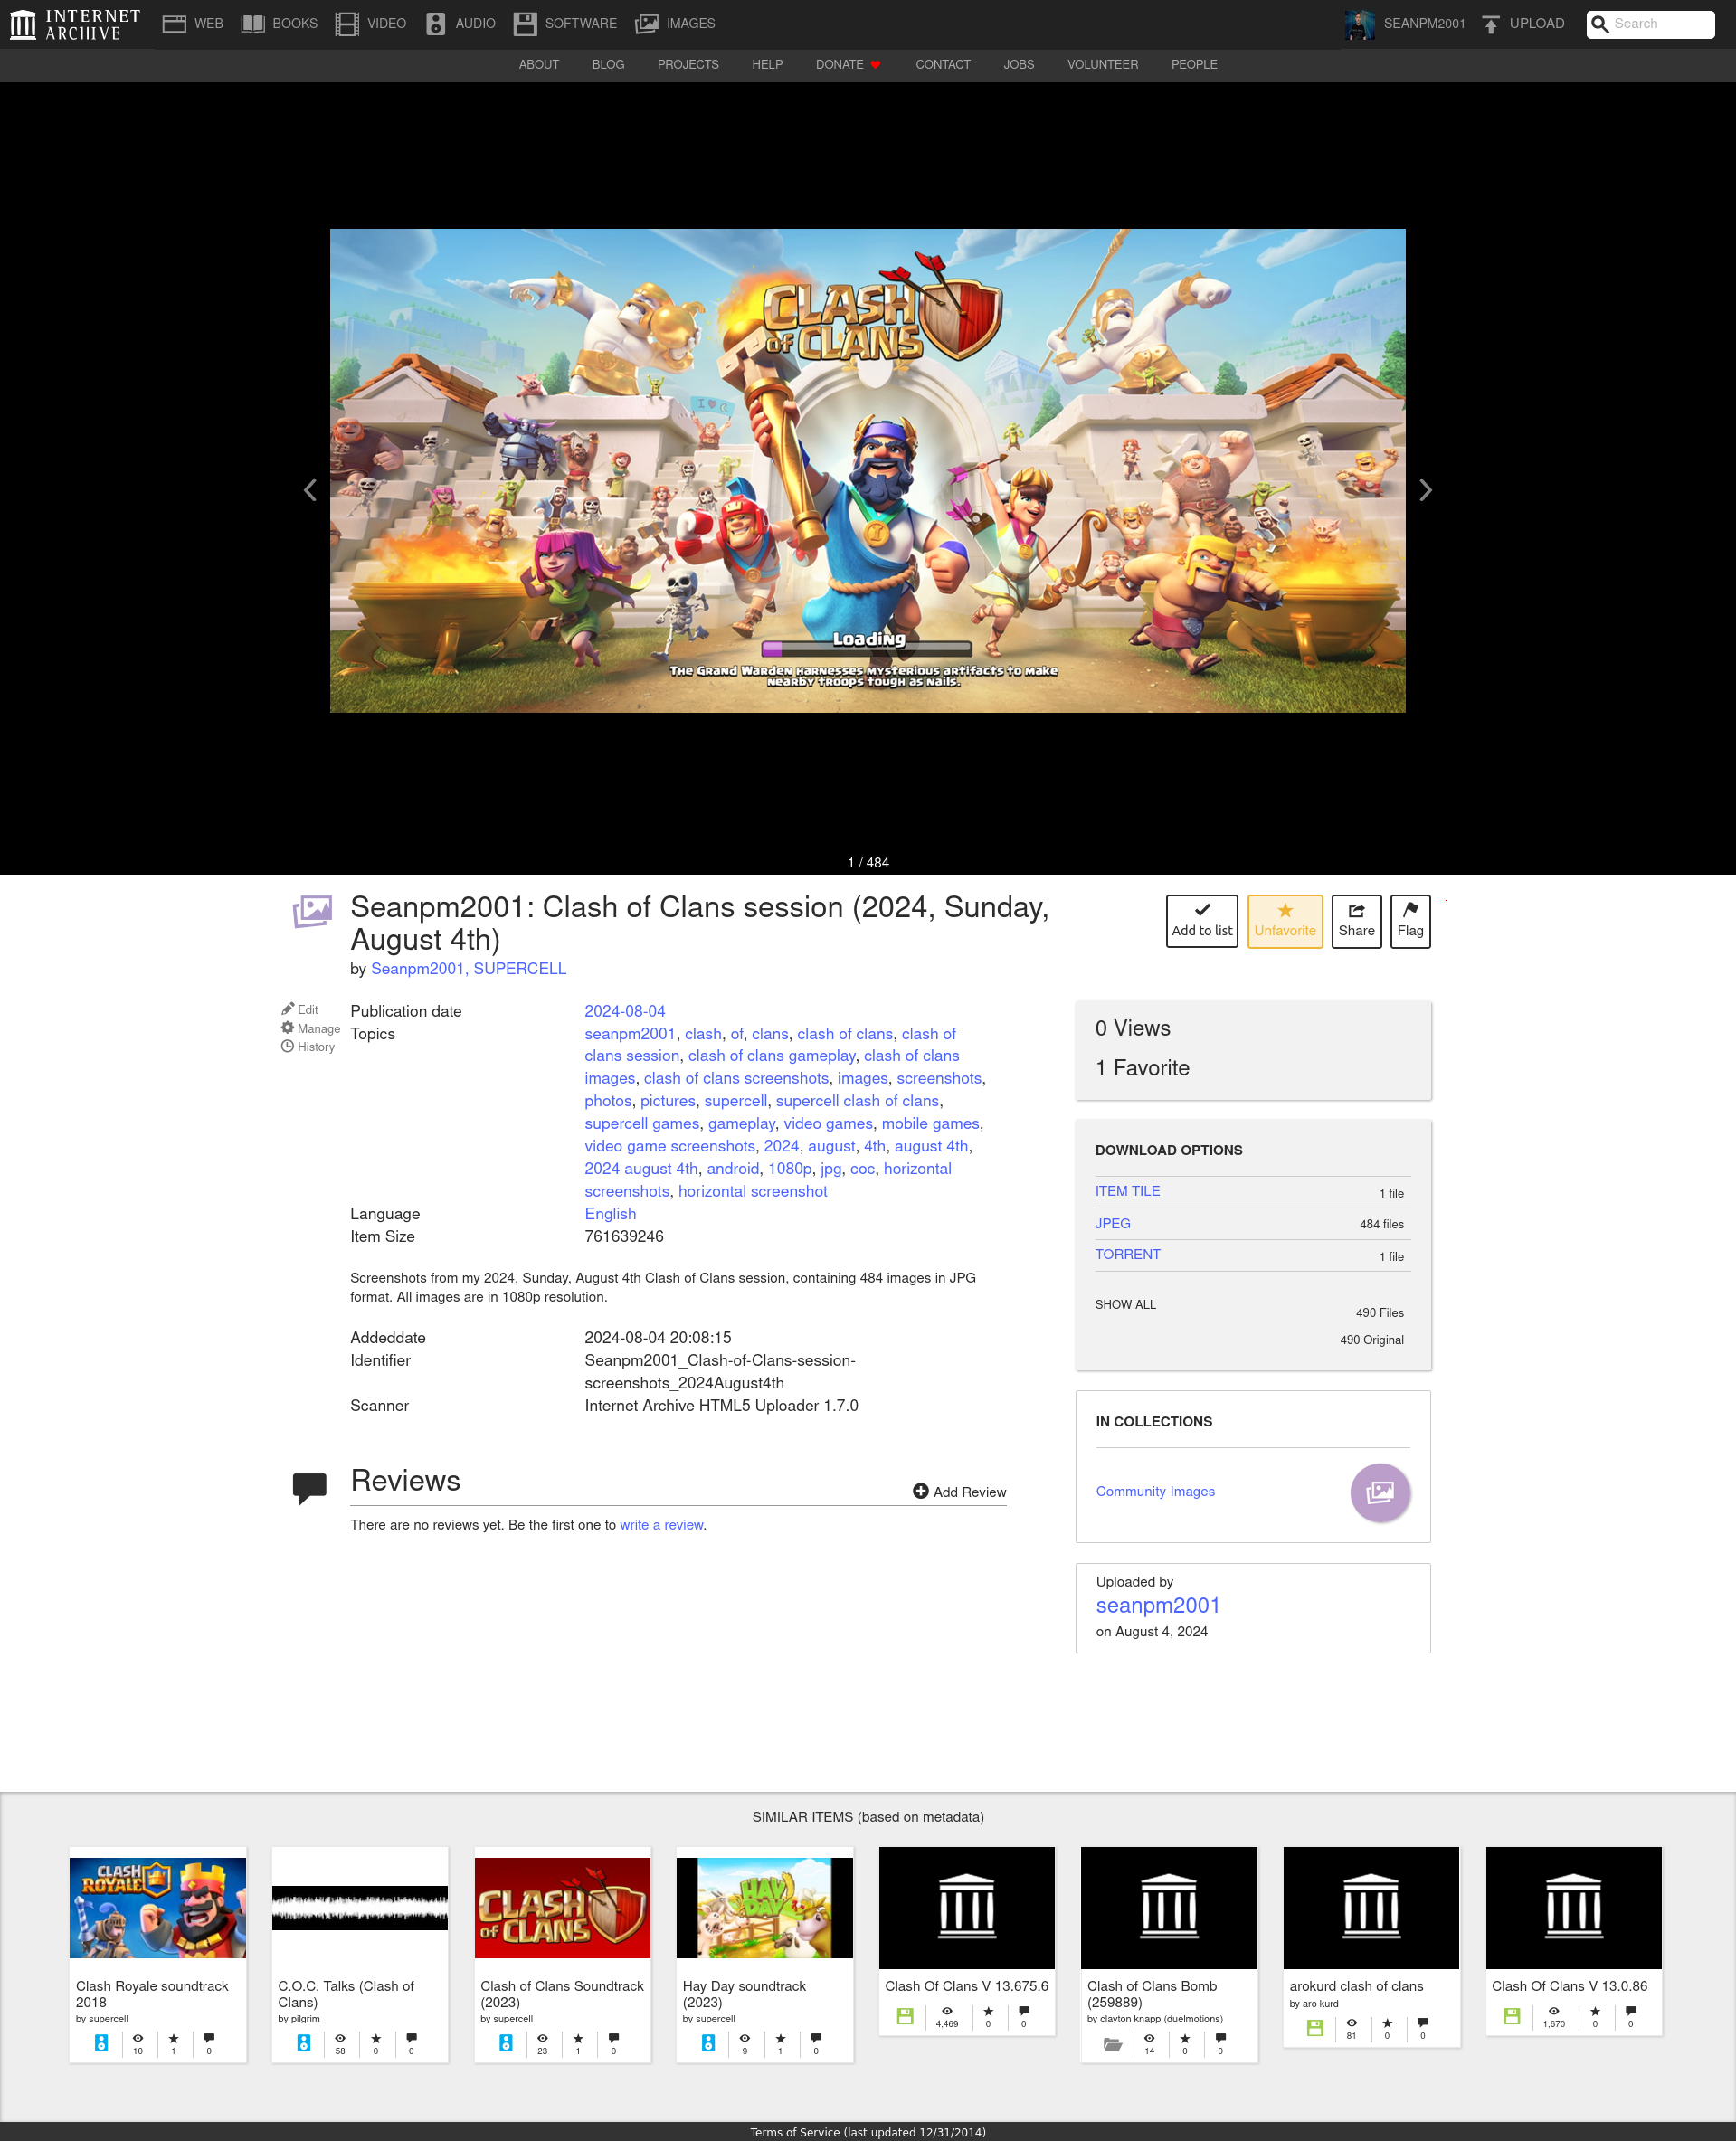 INTERNET
ARCHIVE
WEB
BOOKS
VIDEO
AUDIO
SOFTWARE
IMAGES
SEANPM2001
UPLOAD
Search
ABOUT
BLOG
PROJECTS
HELP
DONATE
CONTACT
JOBS
VOLUNTEER
PEOPLE
CLASH
OF CLANS
I ♥ C
Loading
The Grand Warden harnesses mysterious artifacts to make
nearby troops tough as nails.
1 / 484
Seanpm2001: Clash of Clans session (2024, Sunday,
August 4th)
by Seanpm2001, SUPERCELL
Add to list
Unfavorite
Share
Flag
Edit
Manage
History
Publication date
2024-08-04
Topics
seanpm2001, clash, of, clans, clash of clans, clash of
clans session, clash of clans gameplay, clash of clans
images, clash of clans screenshots, images, screenshots,
photos, pictures, supercell, supercell clash of clans,
supercell games, gameplay, video games, mobile games,
video game screenshots, 2024, august, 4th, august 4th,
2024 august 4th, android, 1080p, jpg, coc, horizontal
screenshots, horizontal screenshot
Language
English
Item Size
761639246
Screenshots from my 2024, Sunday, August 4th Clash of Clans session, containing 484 images in JPG
format. All images are in 1080p resolution.
Addeddate
2024-08-04 20:08:15
Identifier
Seanpm2001_Clash-of-Clans-session-
screenshots_2024August4th
Scanner
Internet Archive HTML5 Uploader 1.7.0
Reviews
Add Review
There are no reviews yet. Be the first one to write a review.
0 Views
1 Favorite
DOWNLOAD OPTIONS
ITEM TILE
1 file
JPEG
484 files
TORRENT
1 file
SHOW ALL
490 Files
490 Original
IN COLLECTIONS
Community Images
Uploaded by
seanpm2001
on August 4, 2024
SIMILAR ITEMS (based on metadata)
CLASH
ROYALE
Clash Royale soundtrack
2018
by supercell
10
1
0
C.O.C. Talks (Clash of
Clans)
by pilgrim
58
0
0
CLASH
OF CLANS
Clash of Clans Soundtrack
(2023)
by supercell
23
1
0
HAY
DAY
Hay Day soundtrack
(2023)
by supercell
9
1
0
Clash Of Clans V 13.675.6
4,469
0
0
Clash of Clans Bomb
(259889)
by clayton knapp (duelmotions)
14
0
0
arokurd clash of clans
by aro kurd
81
0
0
Clash Of Clans V 13.0.86
1,670
0
0
Terms of Service (last updated 12/31/2014)